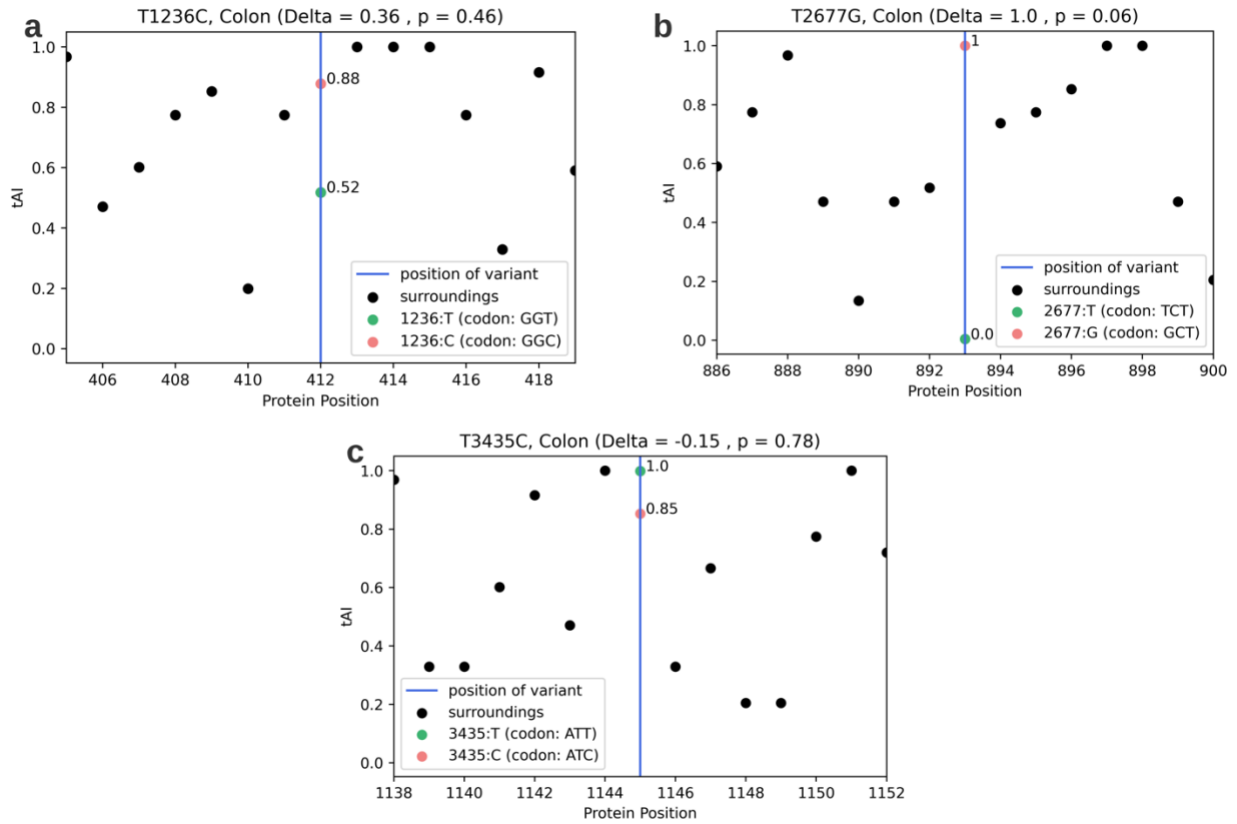 a
T1236C, Colon (Delta = 0.36 , p = 0.46)
1.0
0.8
0.6
0.4
0.2
0.0
tAI
0.88
0.52
position of variant
surroundings
1236:T (codon: GGT)
1236:C (codon: GGC)
406 408 410 412 414 416 418
Protein Position
b
T2677G, Colon (Delta = 1.0 , p = 0.06)
1.0
0.8
0.6
0.4
0.2
0.0
tAI
1
0.0
position of variant
surroundings
2677:T (codon: TCT)
2677:G (codon: GCT)
886 888 890 892 894 896 898 900
Protein Position
c
T3435C, Colon (Delta = -0.15 , p = 0.78)
1.0
0.8
0.6
0.4
0.2
0.0
tAI
1.0
0.85
position of variant
surroundings
3435:T (codon: ATT)
3435:C (codon: ATC)
1138 1140 1142 1144 1146 1148 1150 1152
Protein Position